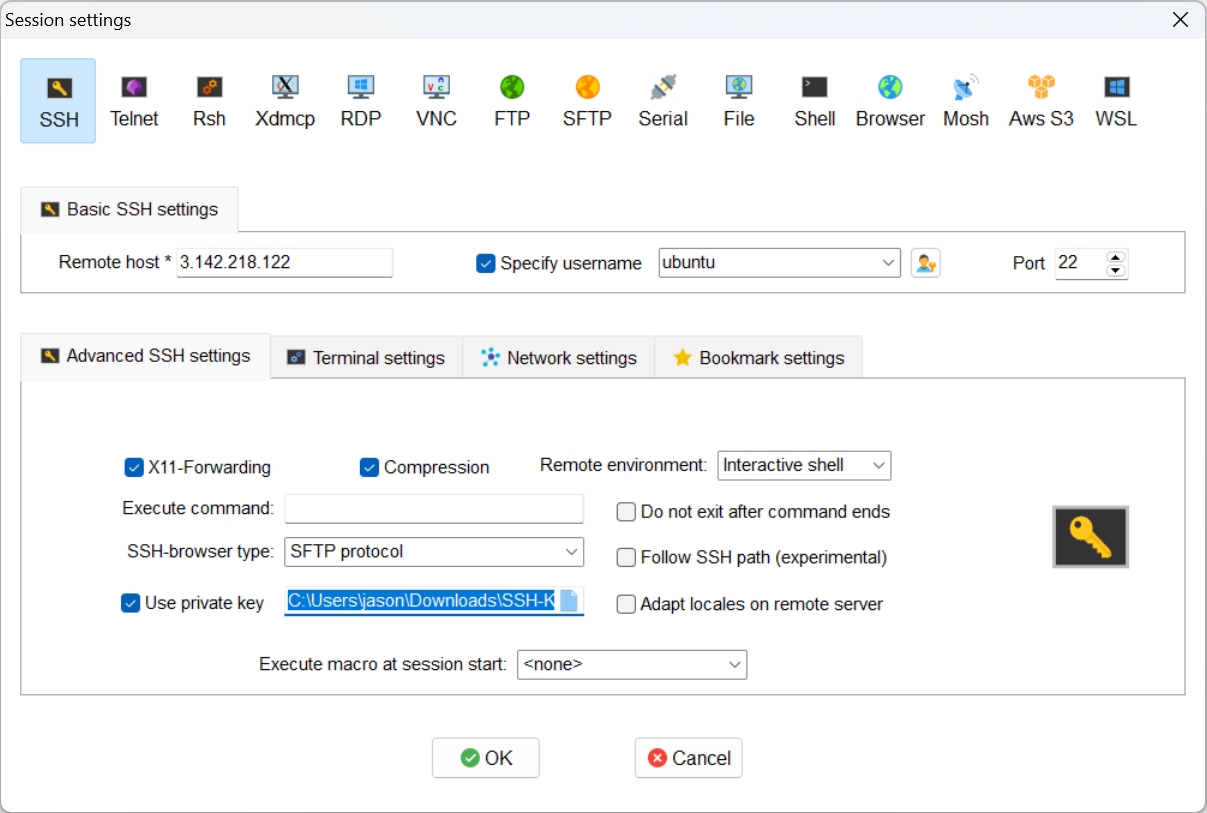 Session settings
SSH Telnet Rsh Xdmcp RDP VNC FTP SFTP Serial File Shell Browser Mosh Aws S3 WSL
Basic SSH settings
Remote host * 3.142.218.122 Specify username ubuntu Port 22
Advanced SSH settings Terminal settings Network settings Bookmark settings
X11-Forwarding Compression Remote environment: Interactive shell
Execute command: Do not exit after command ends
SSH-browser type: SFTP protocol Follow SSH path (experimental)
Use private key C:\Users\jason\Downloads\SSH-K Adapt locales on remote server
Execute macro at session start: <none>
OK Cancel